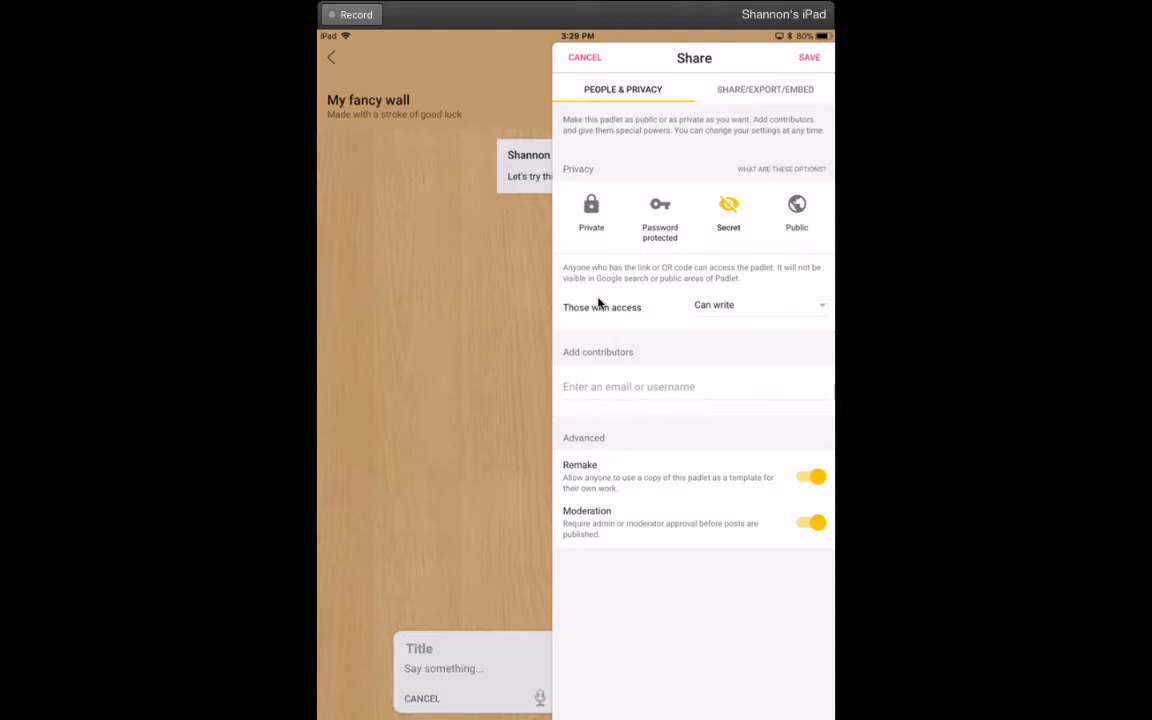 Record
Shannon's iPad
iPad
3:29 PM
80%
CANCEL
Share
SAVE
My fancy wall
Made with a stroke of good luck
PEOPLE & PRIVACY
SHARE/EXPORT/EMBED
Make this padlet as public or as private as you want. Add contributors
and give them special powers. You can change your settings at any time.
Shannon
Let's try thi
Privacy
WHAT ARE THESE OPTIONS?
Private
Password
protected
Secret
Public
Anyone who has the link or QR code can access the padlet. It will not be
visible in Google search or public areas of Padlet.
Those with access
Can write
Add contributors
Enter an email or username
Advanced
Remake
Allow anyone to use a copy of this padlet as a template for
their own work.
Moderation
Require admin or moderator approval before posts are
published.
Title
Say something...
CANCEL